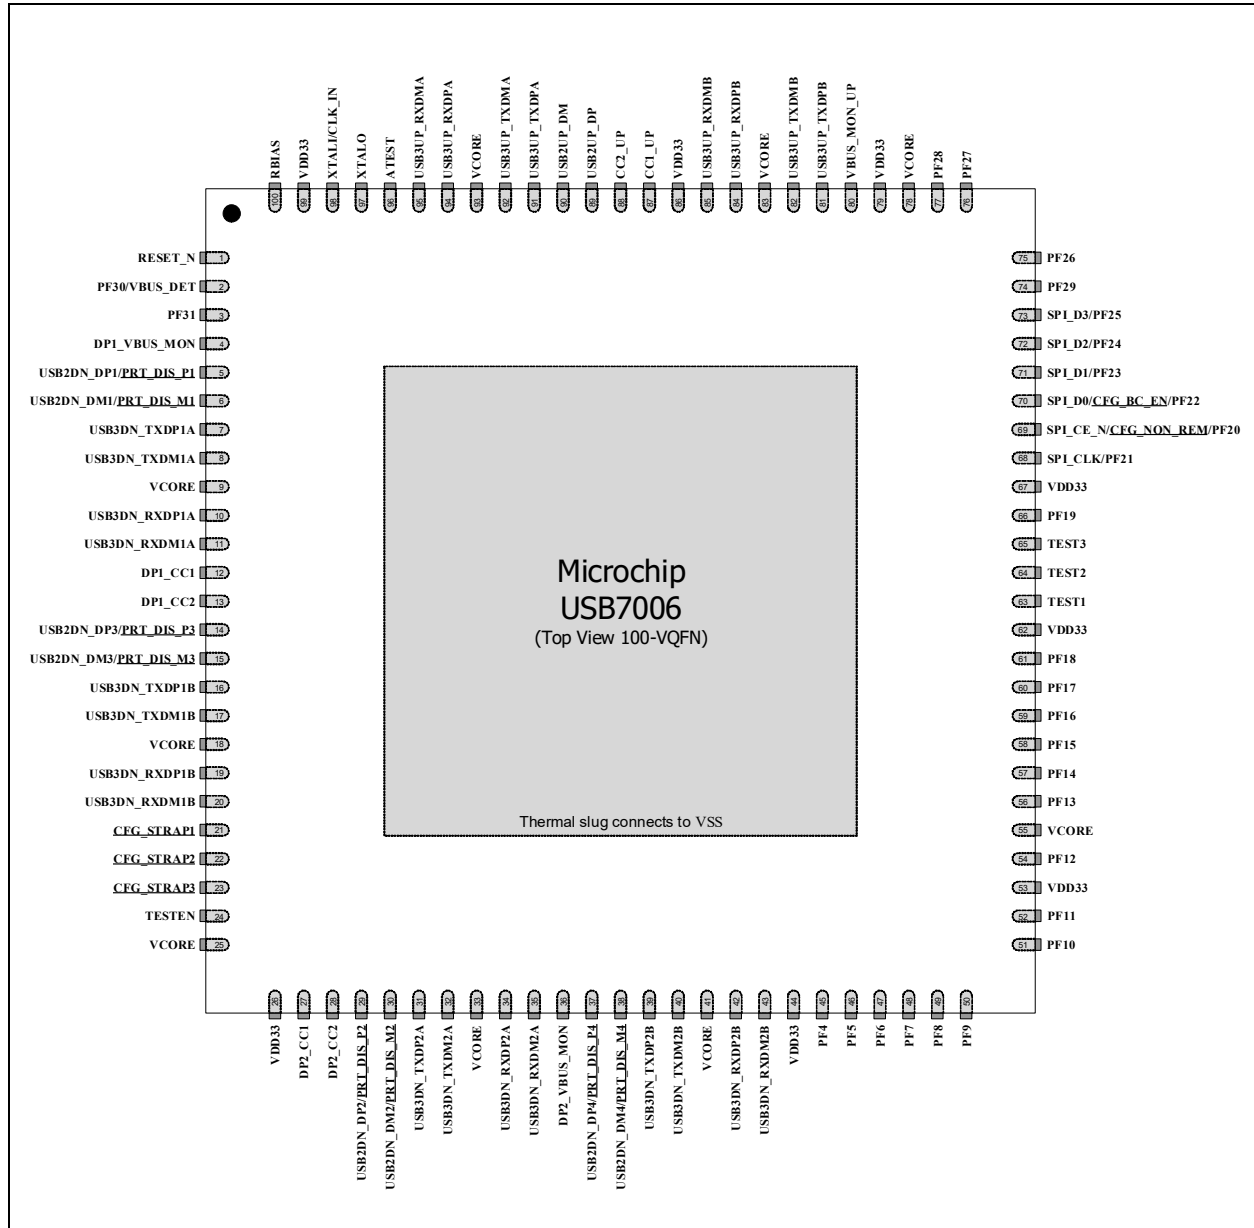 RBIAS
VDD33
XTALI/CLK_IN
XTALO
ATEST
USB3UP_RXDMA
USB3UP_RXDPA
VCORE
USB3UP_TXDMA
USB3UP_TXDPA
USB2UP_DM
USB2UP_DP
CC2_UP
CC1_UP
VDD33
USB3UP_RXDMB
USB3UP_RXDPB
VCORE
USB3UP_TXDMB
USB3UP_TXDPB
VBUS_MON_UP
VDD33
VCORE
PF28
PF27
100
99
98
97
96
95
94
93
92
91
90
89
88
87
86
85
84
83
82
81
80
79
78
77
76
RESET_N 1
PF30/VBUS_DET 2
PF31 3
DP1_VBUS_MON 4
USB2DN_DP1/PRT_DIS_P1 5
USB2DN_DM1/PRT_DIS_M1 6
USB3DN_TXDP1A 7
USB3DN_TXDM1A 8
VCORE 9
USB3DN_RXDP1A 10
USB3DN_RXDM1A 11
DP1_CC1 12
DP1_CC2 13
USB2DN_DP3/PRT_DIS_P3 14
USB2DN_DM3/PRT_DIS_M3 15
USB3DN_TXDP1B 16
USB3DN_TXDM1B 17
VCORE 18
USB3DN_RXDP1B 19
USB3DN_RXDM1B 20
CFG_STRAP1 21
CFG_STRAP2 22
CFG_STRAP3 23
TESTEN 24
VCORE 25
Microchip
USB7006
(Top View 100-VQFN)
Thermal slug connects to VSS
75 PF26
74 PF29
73 SPI_D3/PF25
72 SPI_D2/PF24
71 SPI_D1/PF23
70 SPI_D0/CFG_BC_EN/PF22
69 SPI_CE_N/CFG_NON_REM/PF20
68 SPI_CLK/PF21
67 VDD33
66 PF19
65 TEST3
64 TEST2
63 TEST1
62 VDD33
61 PF18
60 PF17
59 PF16
58 PF15
57 PF14
56 PF13
55 VCORE
54 PF12
53 VDD33
52 PF11
51 PF10
26
27
28
29
30
31
32
33
34
35
36
37
38
39
40
41
42
43
44
45
46
47
48
49
50
VDD33
DP2_CC1
DP2_CC2
USB2DN_DP2/PRT_DIS_P2
USB2DN_DM2/PRT_DIS_M2
USB3DN_TXDP2A
USB3DN_TXDM2A
VCORE
USB3DN_RXDP2A
USB3DN_RXDM2A
DP2_VBUS_MON
USB2DN_DP4/PRT_DIS_P4
USB2DN_DM4/PRT_DIS_M4
USB3DN_TXDP2B
USB3DN_TXDM2B
VCORE
USB3DN_RXDP2B
USB3DN_RXDM2B
VDD33
PF4
PF5
PF6
PF7
PF8
PF9